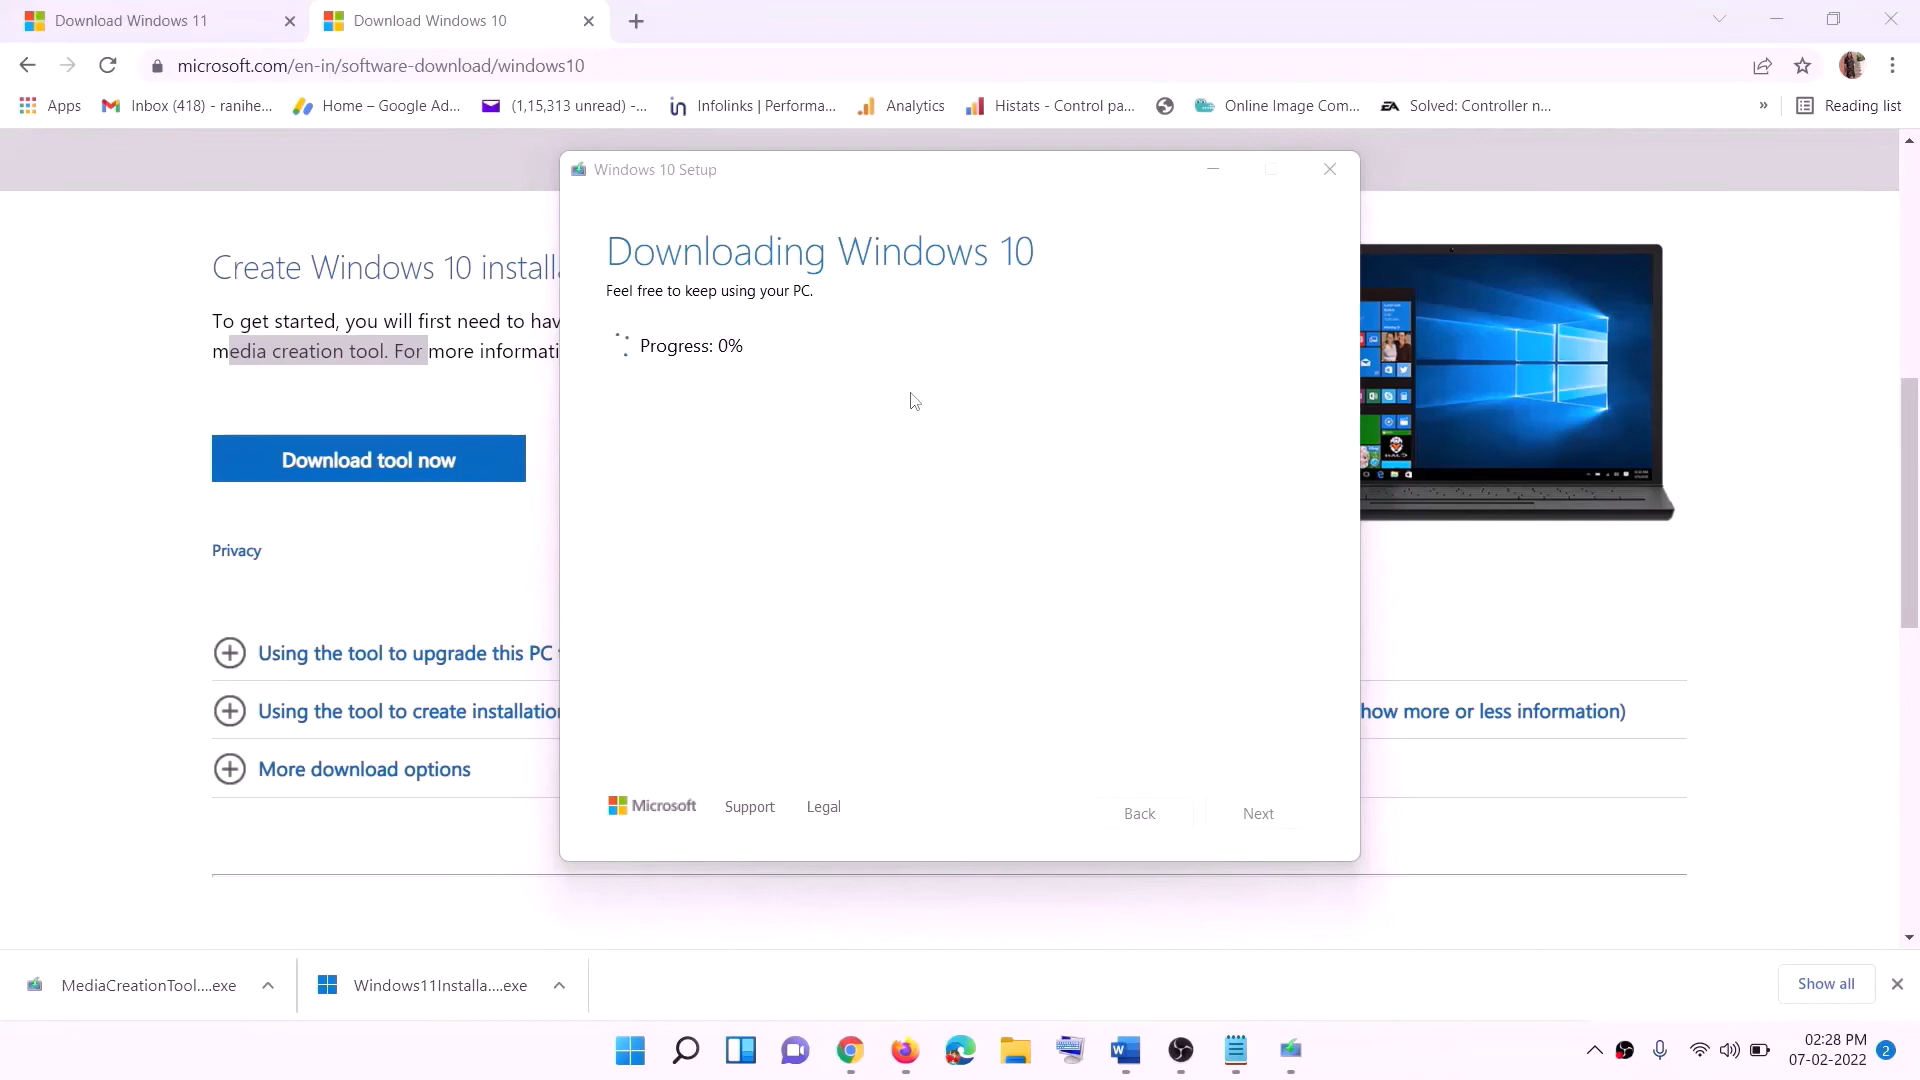 Download Windows 11
Download Windows 10
microsoft.com/en-in/software-download/windows10
Apps
Inbox (418) - ranihe...
Home – Google Ad...
(1,15,313 unread) -...
Infolinks | Performa...
Analytics
Histats - Control pa...
Online Image Com...
Solved: Controller n...
»
Reading list
Windows 10 Setup
Downloading Windows 10
Feel free to keep using your PC.
Progress: 0%
Create Windows 10 install
To get started, you will first need to hav
media creation tool. For more informati
Download tool now
Privacy
Using the tool to upgrade this PC
Using the tool to create installation
how more or less information)
More download options
Microsoft
Support
Legal
Back
Next
MediaCreationTool....exe
Windows11Installa....exe
Show all
02:28 PM
07-02-2022
2